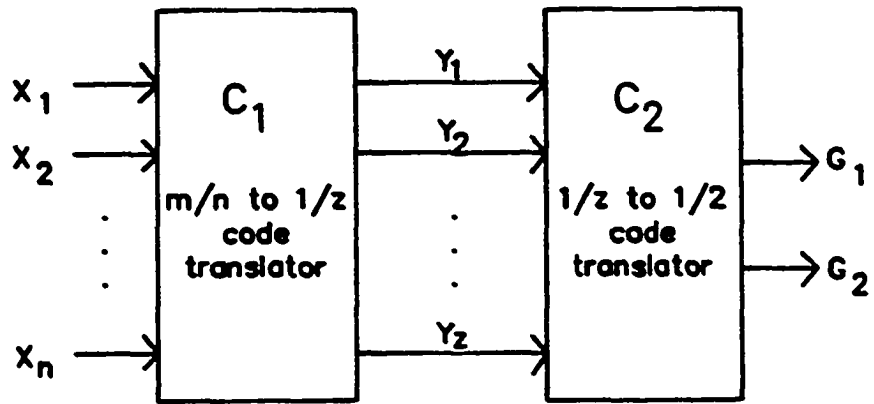 X1
X2
Xn
C1
m/n to 1/z
code
translator
Y1
Y2
Yz
C2
1/z to 1/2
code
translator
G1
G2